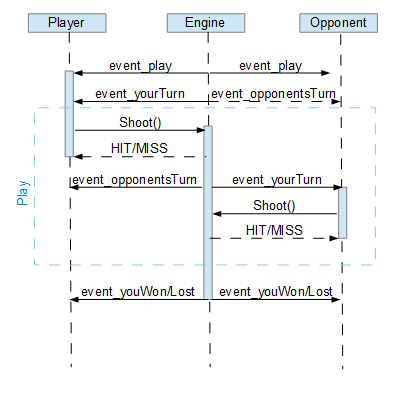 Player Engine Opponent
event_play event_play
event_yourTurn event_opponentsTurn
Shoot()
HIT/MISS
Play
event_opponentsTurn event_yourTurn
Shoot()
HIT/MISS
event_youWon/Lost event_youWon/Lost